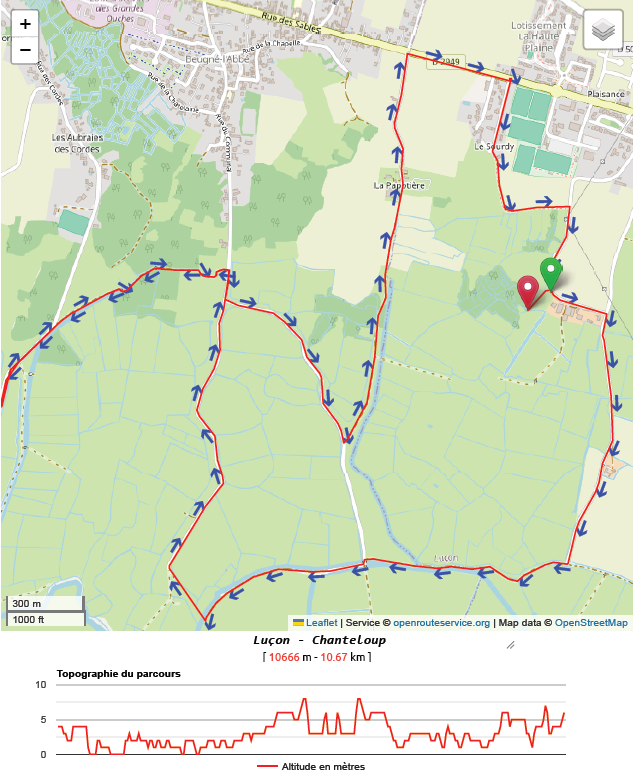 +
−
des Grandes
Ouches
Rue des Sables
Rue de la Chapelle
Beugné-l'Abbé
Lotissement
La Haute
Plaine
D 2949
Plaisance
Rue des Cordes
Rue de la Charoelaire
Rue du Communal
Les Aubraies
des Cordes
Le Sourdy
La Papotière
Luçon
300 m
1000 ft
Leaflet | Service © openrouteservice.org | Map data © OpenStreetMap
Luçon - Chanteloup
[ 10666 m - 10.67 km ]
Topographie du parcours
10
5
0
Altitude en mètres